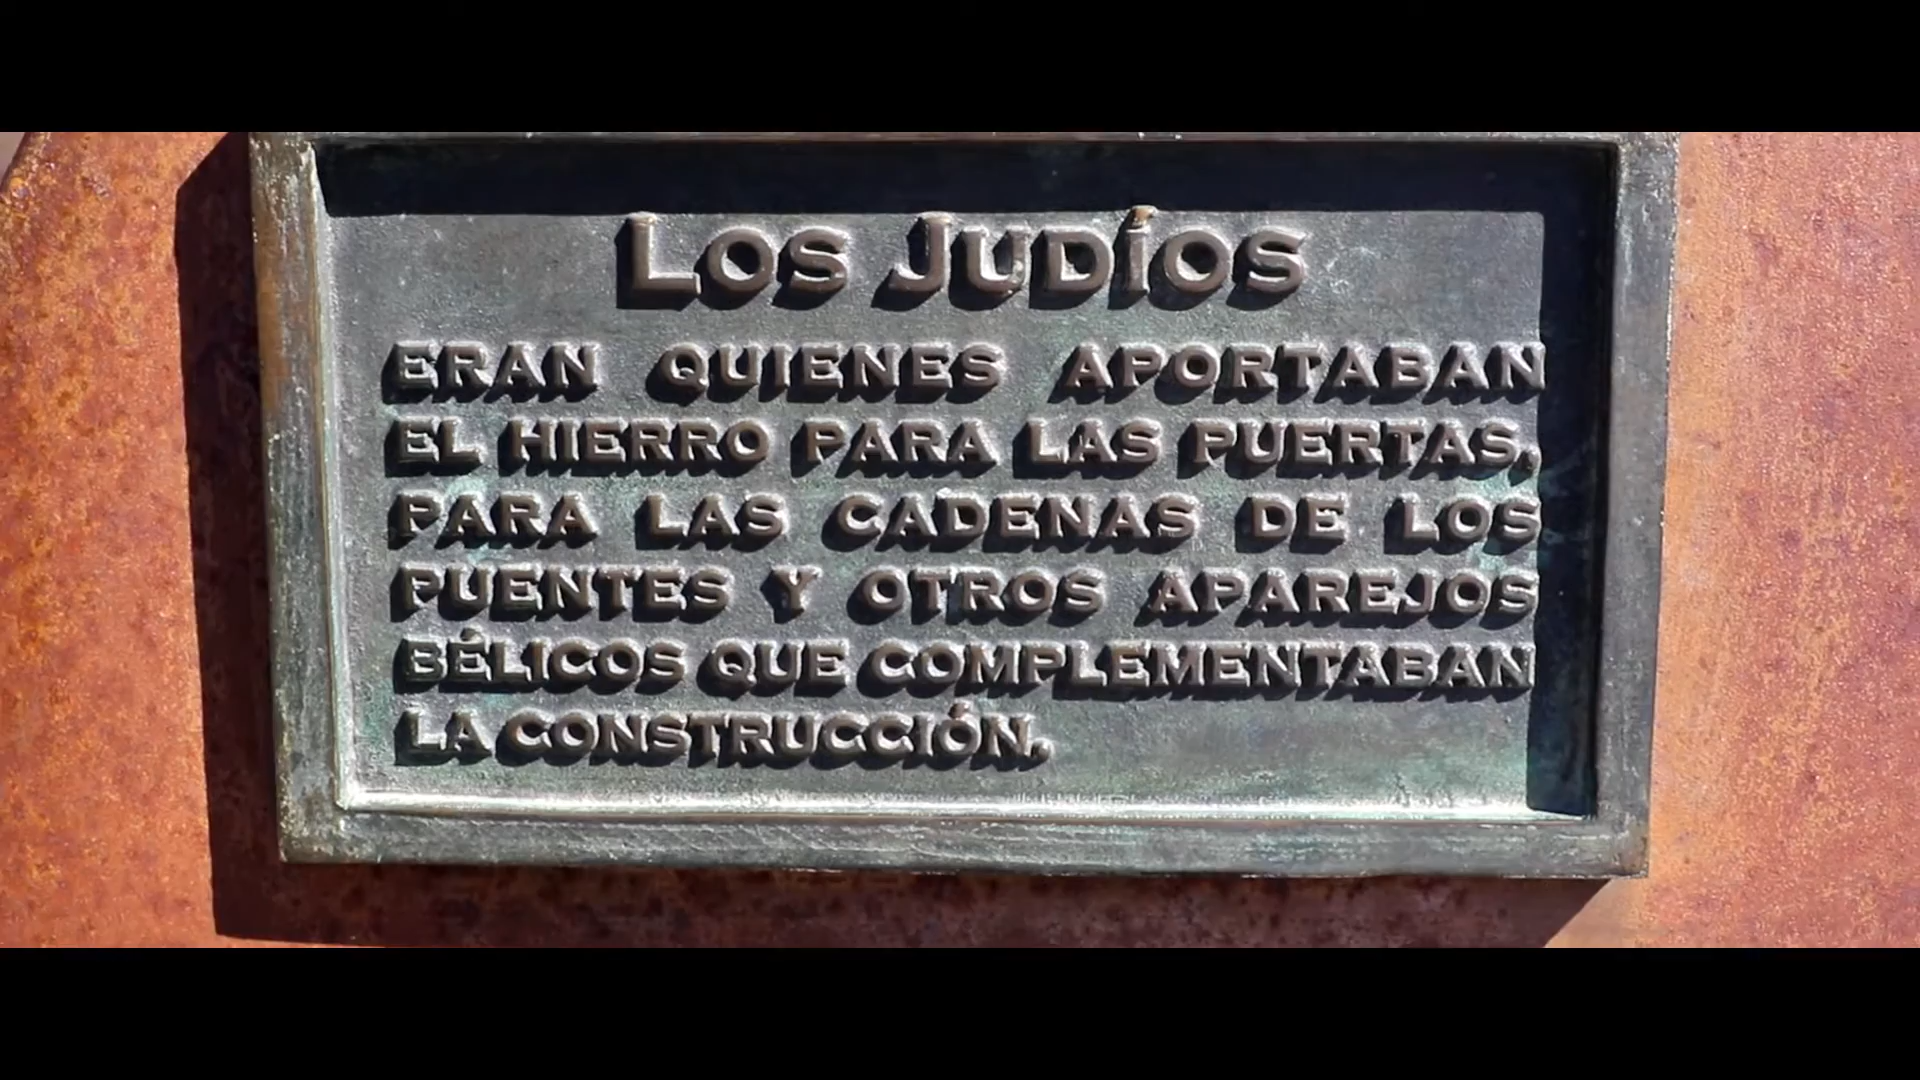 Los Judíos
ERAN QUIENES APORTABAN
EL HIERRO PARA LAS PUERTAS,
PARA LAS CADENAS DE LOS
PUENTES Y OTROS APAREJOS
BÉLICOS QUE COMPLEMENTABAN
LA CONSTRUCCIÓN.